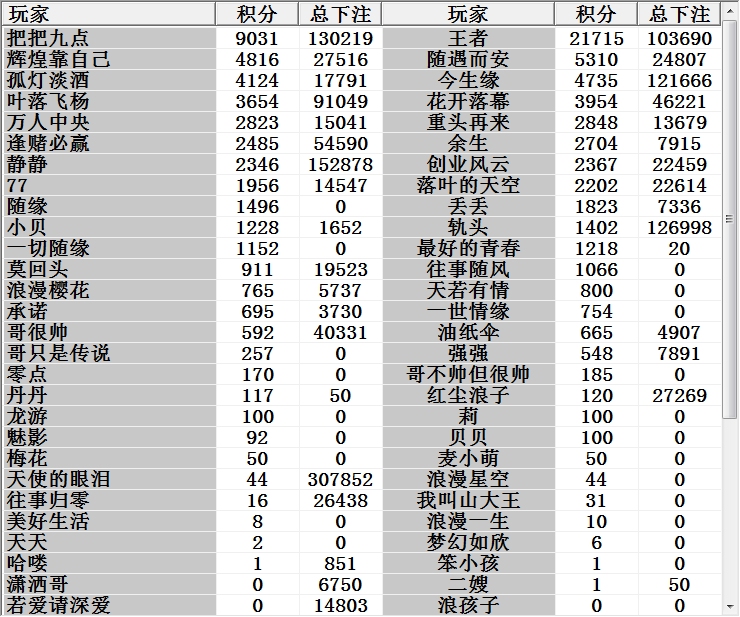 玩家 积分 总下注 玩家 积分 总下注
把把九点 9031 130219 王者 21715 103690
辉煌靠自己 4816 27516 随遇而安 5310 24807
孤灯淡酒 4124 17791 今生缘 4735 121666
叶落飞杨 3654 91049 花开落幕 3954 46221
万人中央 2823 15041 重头再来 2848 13679
逢赌必赢 2485 54590 余生 2704 7915
静静 2346 152878 创业风云 2367 22459
77 1956 14547 落叶的天空 2202 22614
随缘 1496 0 丢丢 1823 7336
小贝 1228 1652 轨头 1402 126998
一切随缘 1152 0 最好的青春 1218 20
莫回头 911 19523 往事随风 1066 0
浪漫樱花 765 5737 天若有情 800 0
承诺 695 3730 一世情缘 754 0
哥很帅 592 40331 油纸伞 665 4907
哥只是传说 257 0 强强 548 7891
零点 170 0 哥不帅但很帅 185 0
丹丹 117 50 红尘浪子 120 27269
龙游 100 0 莉 100 0
魅影 92 0 贝贝 100 0
梅花 50 0 麦小萌 50 0
天使的眼泪 44 307852 浪漫星空 44 0
往事归零 16 26438 我叫山大王 31 0
美好生活 8 0 浪漫一生 10 0
天天 2 0 梦幻如欣 6 0
哈喽 1 851 笨小孩 1 0
潇洒哥 0 6750 二嫂 1 50
若爱请深爱 0 14803 浪孩子 0 0